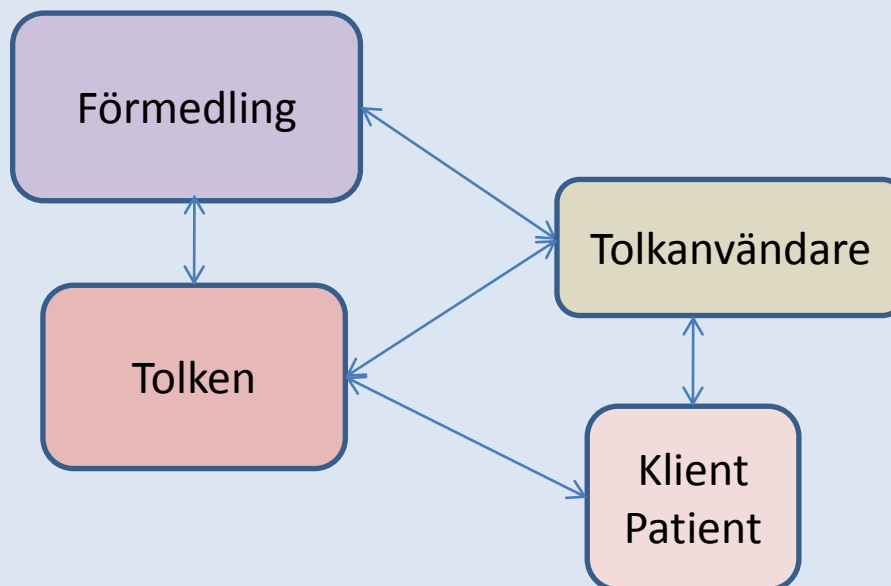 Förmedling
Tolkanvändare
Tolken
Klient
Patient